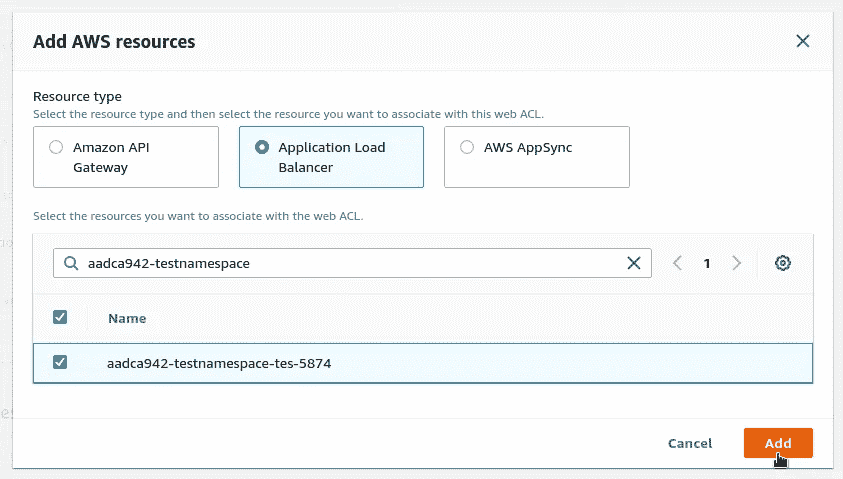 Add AWS resources
Resource type
Select the resource type and then select the resource you want to associate with this web ACL.
Amazon API
Gateway
Application Load
Balancer
AWS AppSync
Select the resources you want to associate with the web ACL.
aadca942-testnamespace
1
Name
aadca942-testnamespace-tes-5874
Cancel
Add